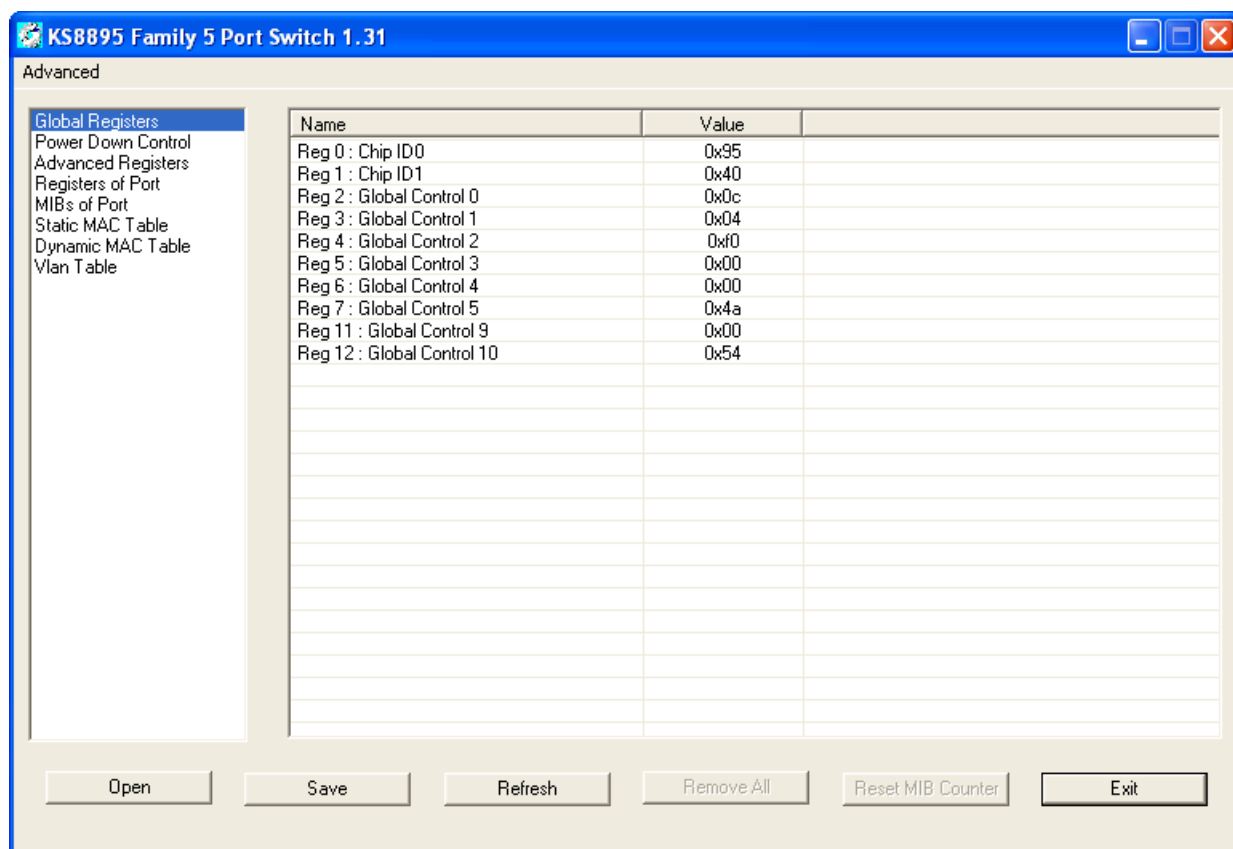 KS8895 Family 5 Port Switch 1.31
Advanced
Global Registers
Power Down Control
Advanced Registers
Registers of Port
MIBs of Port
Static MAC Table
Dynamic MAC Table
Vlan Table
Name Value
Reg 0 : Chip ID0 0x95
Reg 1 : Chip ID1 0x40
Reg 2 : Global Control 0 0x0c
Reg 3 : Global Control 1 0x04
Reg 4 : Global Control 2 0xf0
Reg 5 : Global Control 3 0x00
Reg 6 : Global Control 4 0x00
Reg 7 : Global Control 5 0x4a
Reg 11 : Global Control 9 0x00
Reg 12 : Global Control 10 0x54
Open Save Refresh Remove All Reset MIB Counter Exit